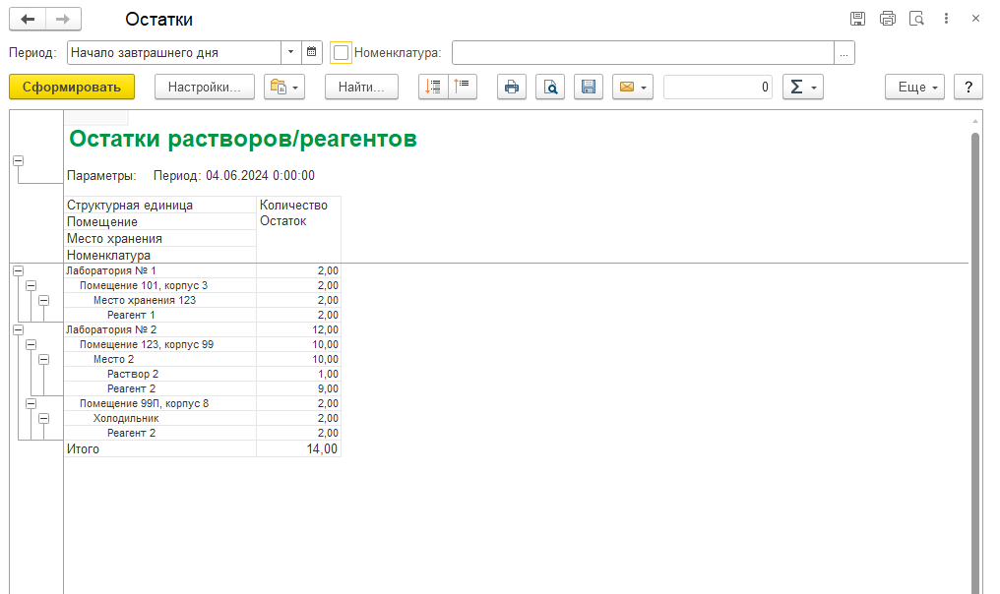 Остатки
Период: Начало завтрашнего дня Номенклатура: ...
Сформировать Настройки... Найти... 0 Σ Еще ?
Остатки растворов/реагентов
Параметры: Период: 04.06.2024 0:00:00
Структурная единица Количество
Помещение Остаток
Место хранения
Номенклатура
Лаборатория № 1 2,00
Помещение 101, корпус 3 2,00
Место хранения 123 2,00
Реагент 1 2,00
Лаборатория № 2 12,00
Помещение 123, корпус 99 10,00
Место 2 10,00
Раствор 2 1,00
Реагент 2 9,00
Помещение 99П, корпус 8 2,00
Холодильник 2,00
Реагент 2 2,00
Итого 14,00